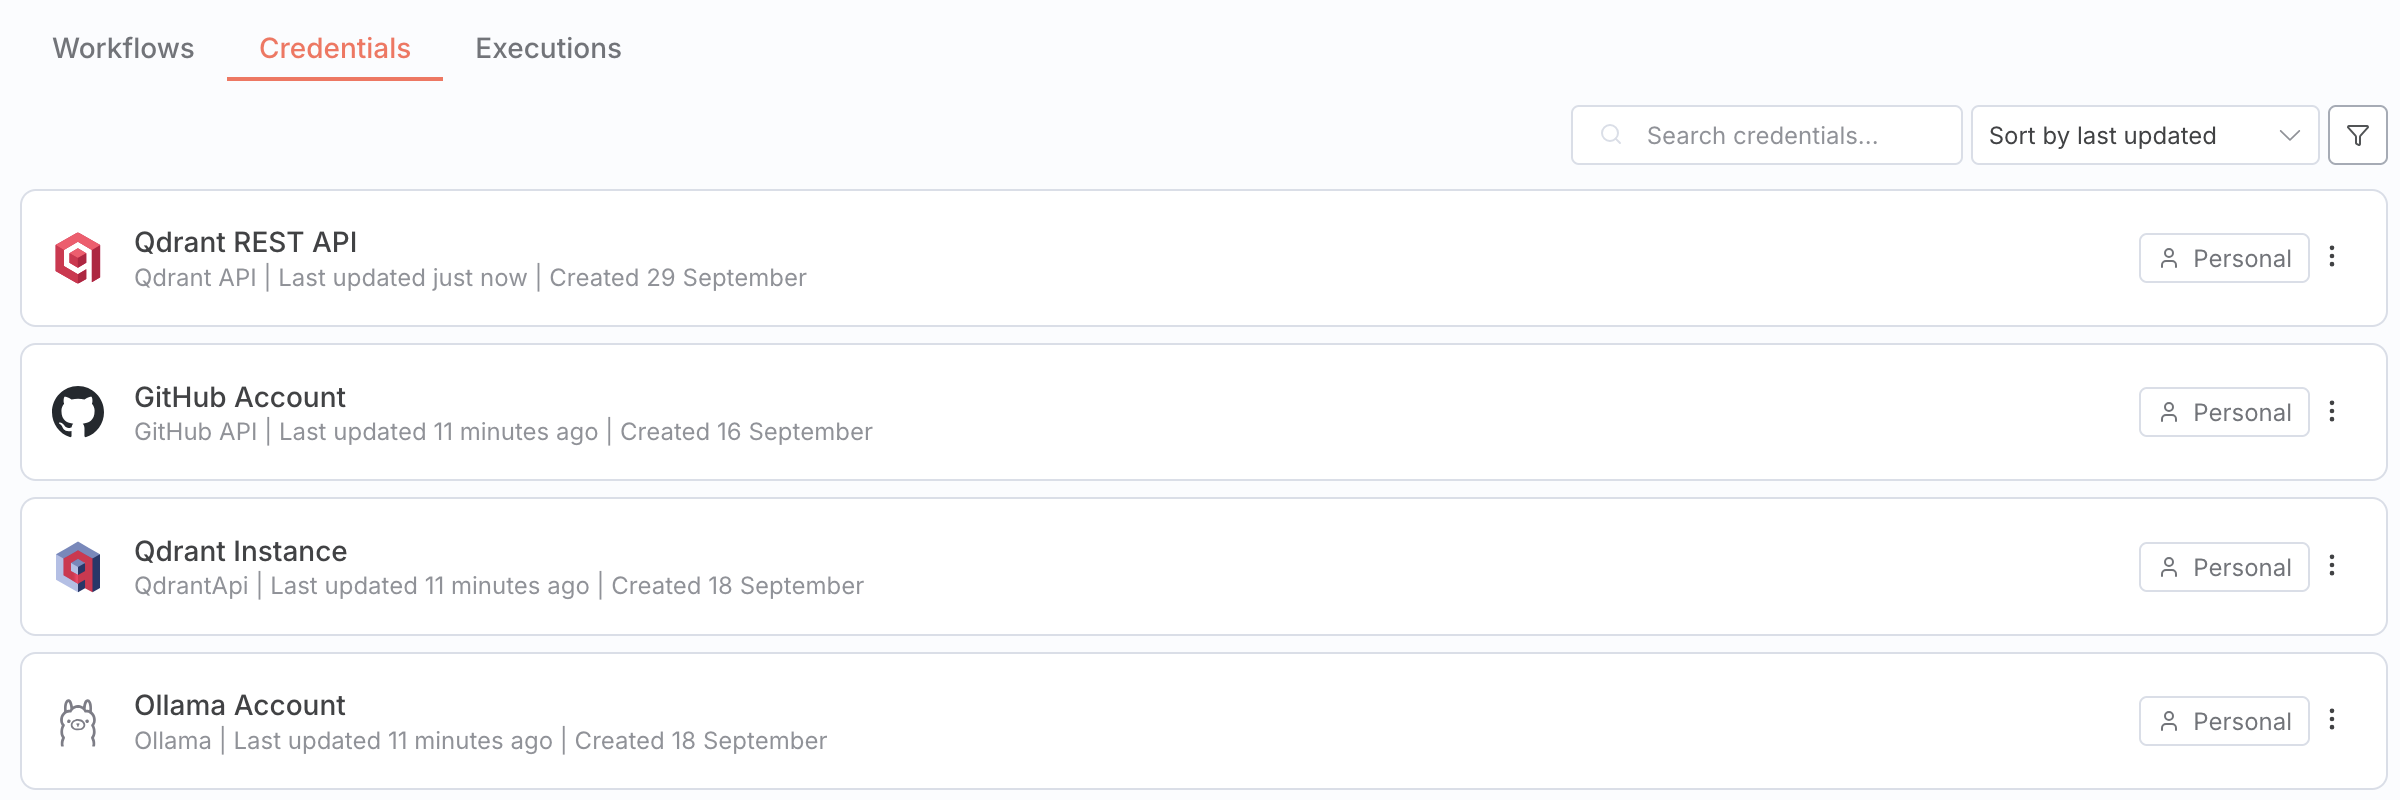 Workflows Credentials Executions
Search credentials... Sort by last updated
Qdrant REST API
Qdrant API | Last updated just now | Created 29 September
Personal
GitHub Account
GitHub API | Last updated 11 minutes ago | Created 16 September
Personal
Qdrant Instance
QdrantApi | Last updated 11 minutes ago | Created 18 September
Personal
Ollama Account
Ollama | Last updated 11 minutes ago | Created 18 September
Personal